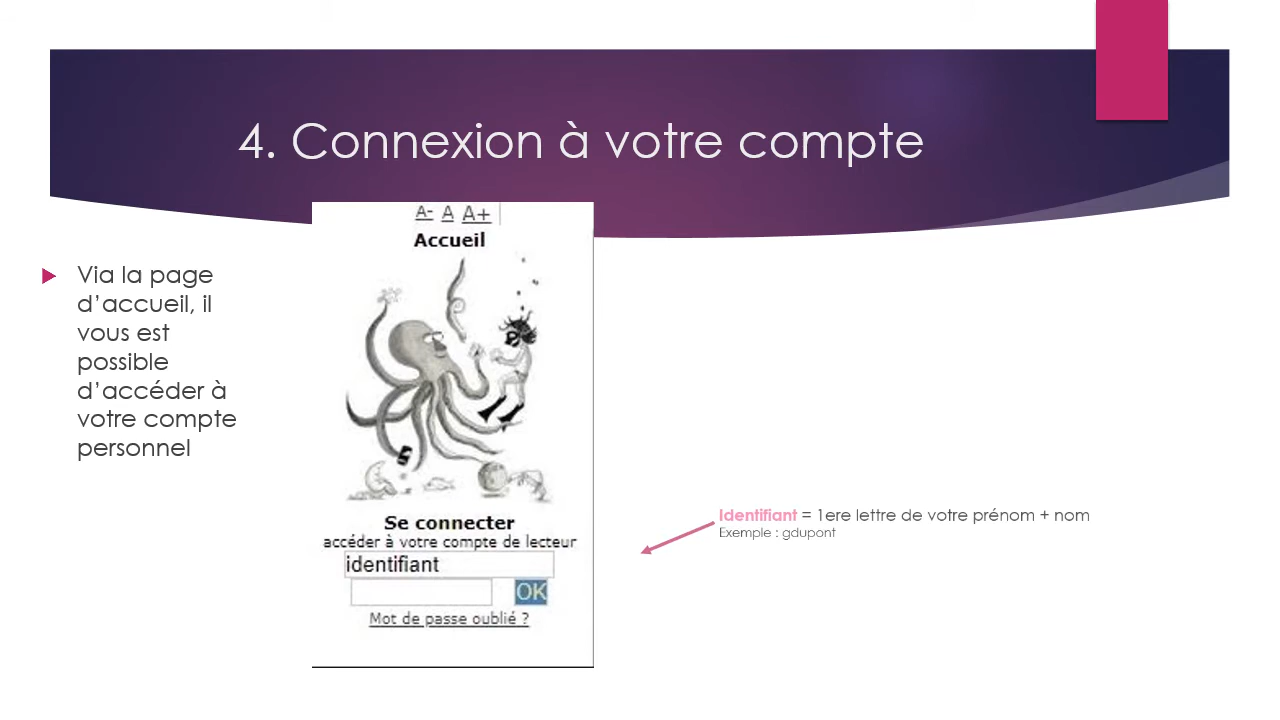 4. Connexion à votre compte
Via la page
d’accueil, il
vous est
possible
d’accéder à
votre compte
personnel
A- A A+
Accueil
Se connecter
accéder à votre compte de lecteur
identifiant
OK
Mot de passe oublié ?
Identifiant = 1ere lettre de votre prénom + nom
Exemple : gdupont